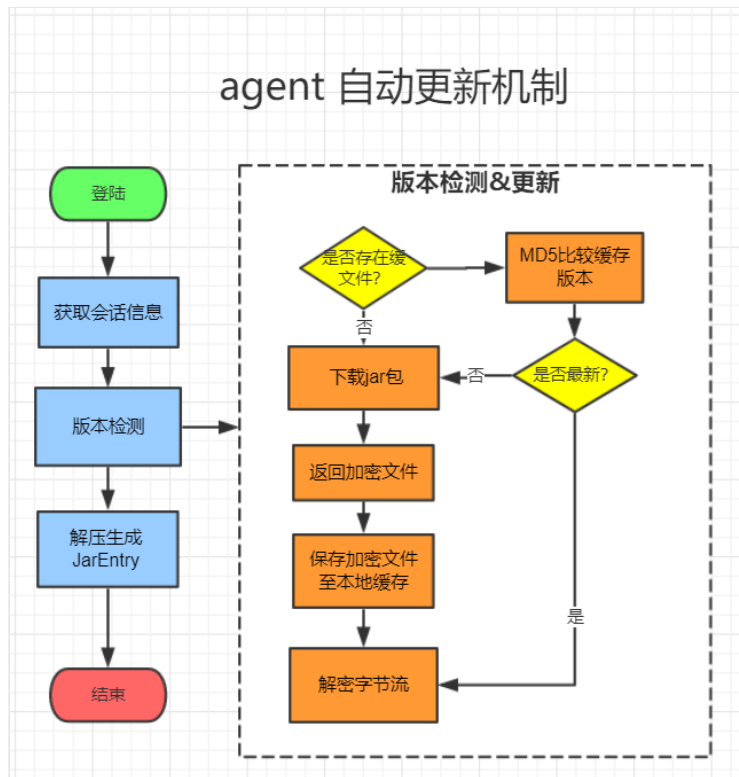 agent 自动更新机制
登陆
获取会话信息
版本检测
解压生成
JarEntry
结束
版本检测&更新
是否存在缓
文件?
MD5比较缓存
版本
否
下载jar包
否
是否最新?
返回加密文件
保存加密文件
至本地缓存
是
解密字节流